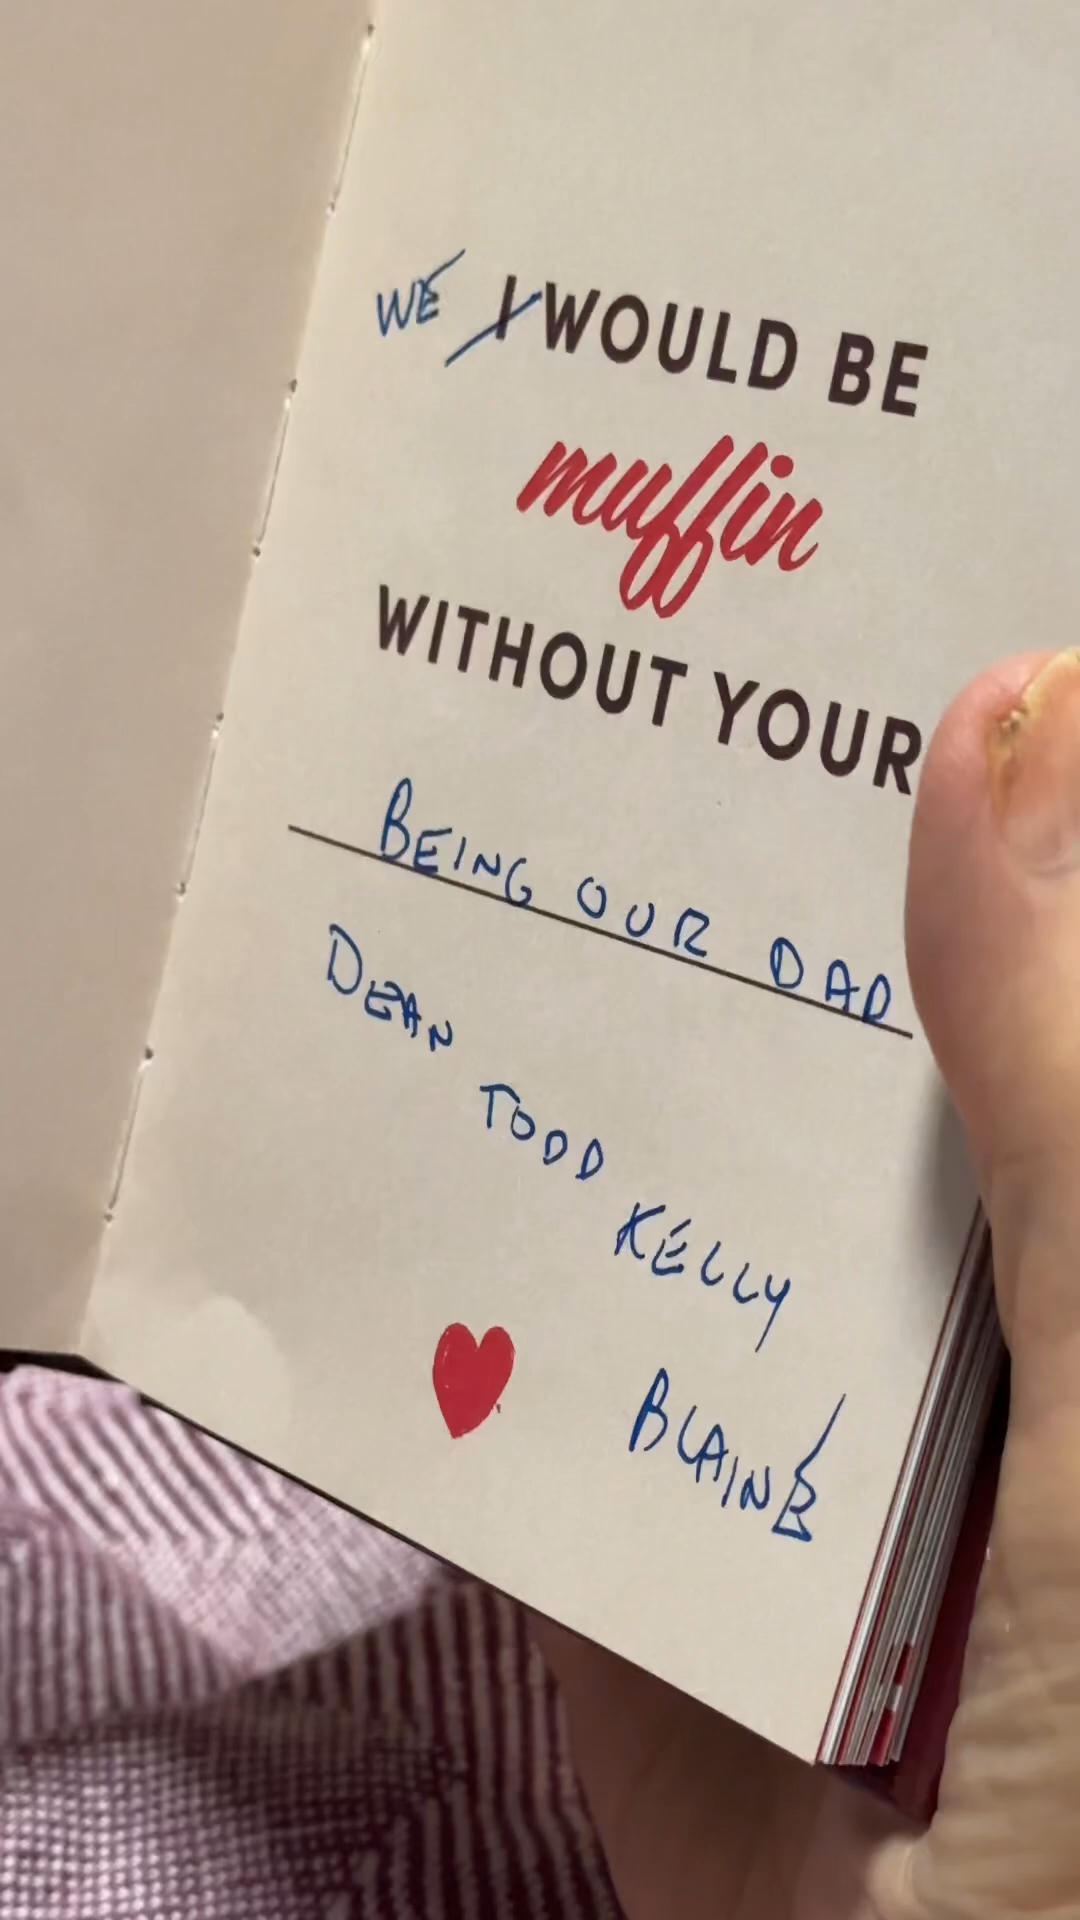 WE I WOULD BE
muffin
WITHOUT YOUR
BEING OUR DAD
DEAN
TODD
KELLY
BLAINE